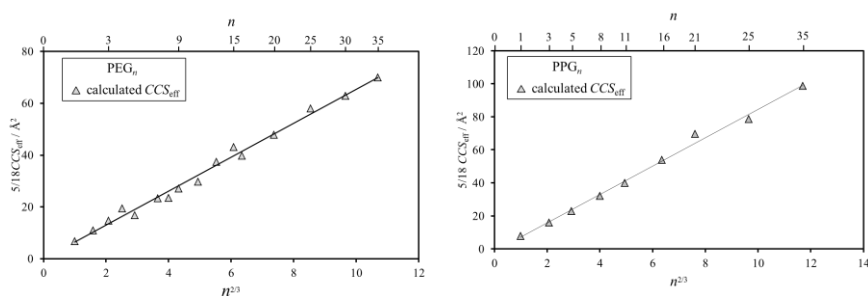 n
0 3 9 15 20 25 30 35
80
60
40
20
0
5/18CCSeff / Å²
PEGn
calculated CCSeff
0 2 4 6 8 10 12
n^2/3
n
0 1 3 5 8 11 16 21 25 35
120
100
80
60
40
20
0
5/18 CCSeff / Å²
PPGn
calculated CCSeff
0 2 4 6 8 10 12 14
n^2/3